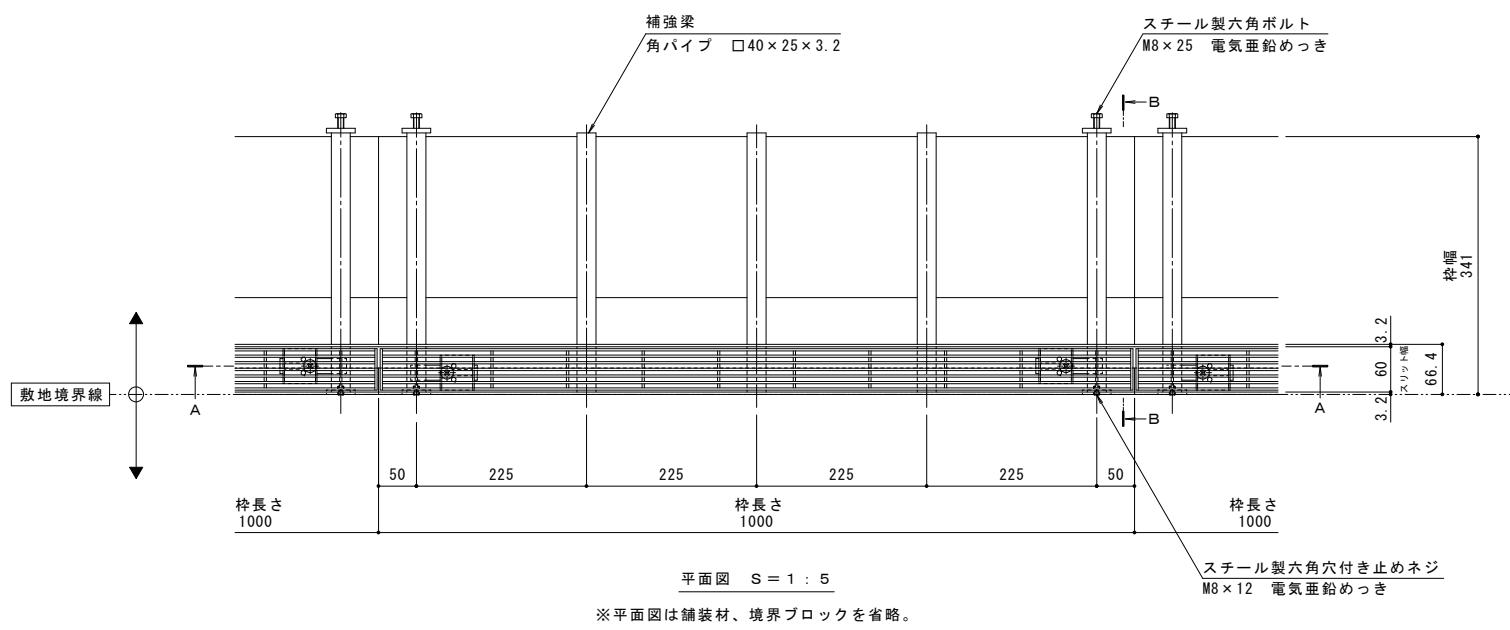 補強梁
角パイプ　□40×25×3.2
スチール製六角ボルト
M8×25　電気亜鉛めっき
B
枠幅
341
3.2
60
スリット幅
66.4
3.2
敷地境界線
A
A
B
50
225
225
225
225
50
枠長さ
1000
枠長さ
1000
枠長さ
1000
スチール製六角穴付き止めネジ
M8×12　電気亜鉛めっき
平面図　S＝1：5
※平面図は舗装材、境界ブロックを省略。